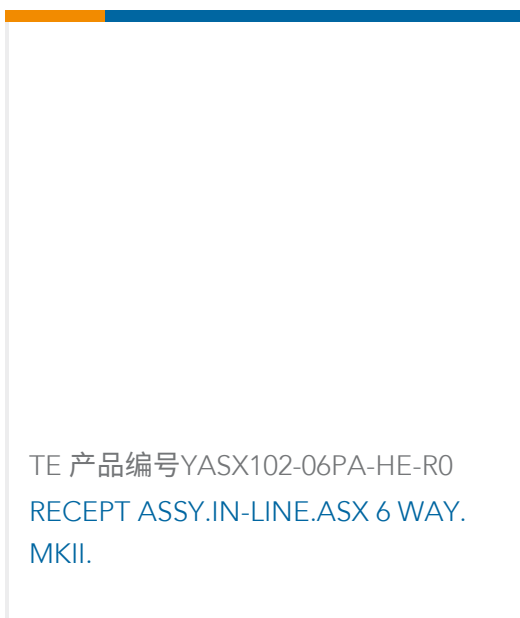 TE 产品编号YASX102-06PA-HE-R0
RECEPT ASSY.IN-LINE.ASX 6 WAY.
MKII.